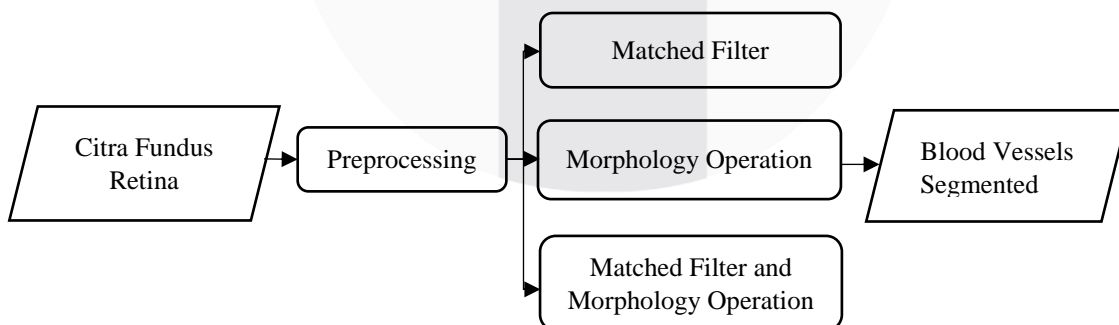 Citra Fundus
Retina
Preprocessing
Matched Filter
Morphology Operation
Matched Filter and
Morphology Operation
Blood Vessels
Segmented